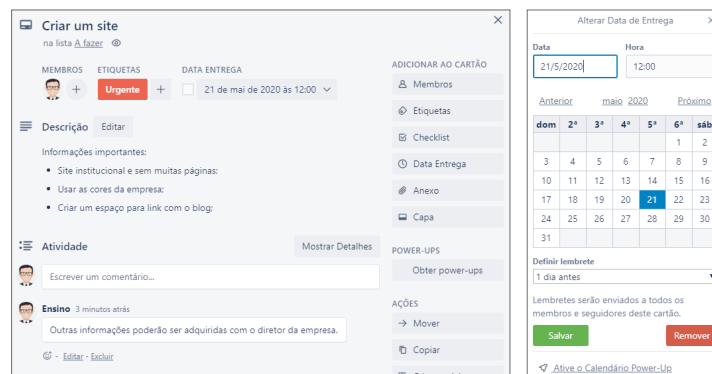 Criar um site
na lista A fazer
MEMBROS ETIQUETAS DATA ENTREGA
+ Urgente + 21 de mai de 2020 às 12:00
Descrição Editar
Informações importantes:
• Site institucional e sem muitas páginas;
• Usar as cores da empresa;
• Criar um espaço para link com o blog;
Atividade Mostrar Detalhes
Escrever um comentário...
Ensino 3 minutos atrás
Outras informações poderão ser adquiridas com o diretor da empresa.
- Editar - Excluir
ADICIONAR AO CARTÃO
Membros
Etiquetas
Checklist
Data Entrega
Anexo
Capa
POWER-UPS
Obter power-ups
AÇÕES
→ Mover
Copiar
Alterar Data de Entrega
Data Hora
21/5/2020 12:00
Anterior maio 2020 Próximo
dom 2ª 3ª 4ª 5ª 6ª sáb
1 2
3 4 5 6 7 8 9
10 11 12 13 14 15 16
17 18 19 20 21 22 23
24 25 26 27 28 29 30
31
Definir lembrete
1 dia antes
Lembretes serão enviados a todos os
membros e seguidores deste cartão.
Salvar Remover
Ative o Calendário Power-Up